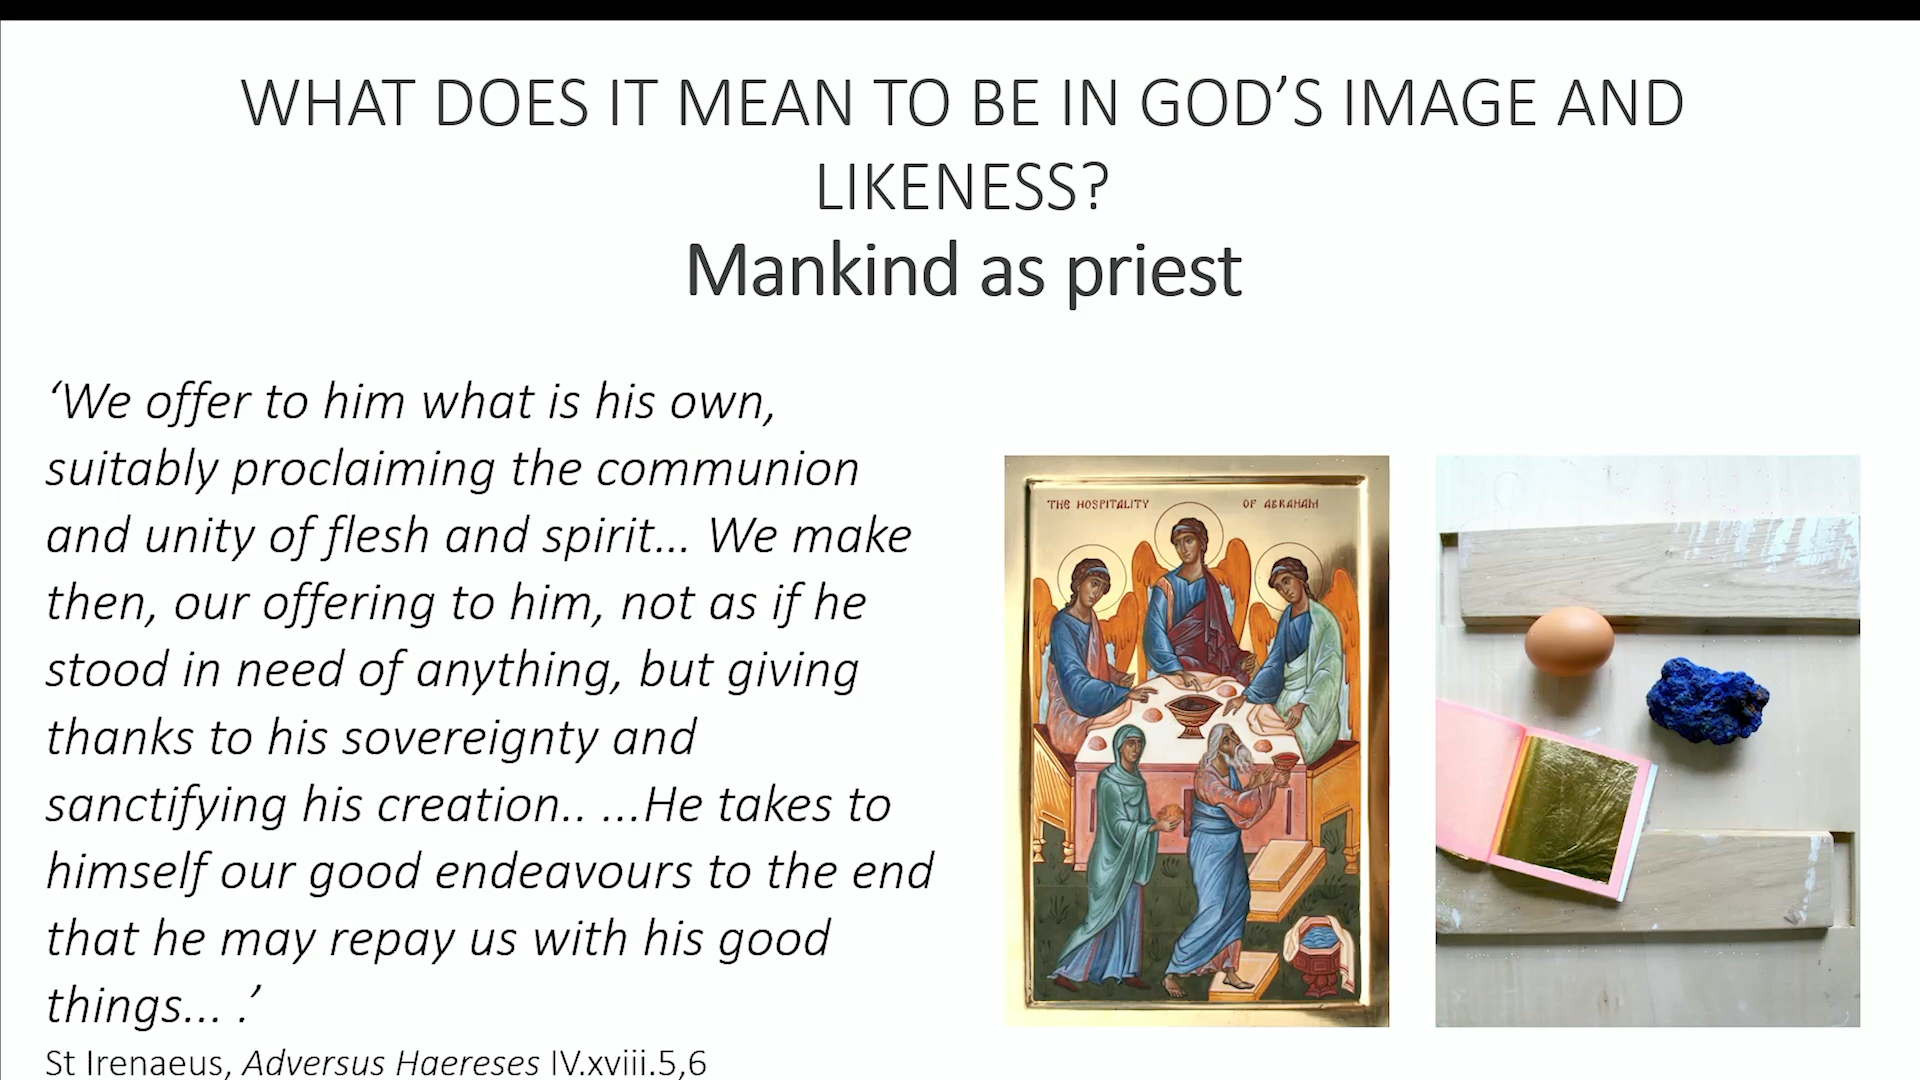 WHAT DOES IT MEAN TO BE IN GOD’S IMAGE AND
LIKENESS?
Mankind as priest
‘We offer to him what is his own,
suitably proclaiming the communion
and unity of flesh and spirit... We make
then, our offering to him, not as if he
stood in need of anything, but giving
thanks to his sovereignty and
sanctifying his creation.. ...He takes to
himself our good endeavours to the end
that he may repay us with his good
things... .’
St Irenaeus, Adversus Haereses IV.xviii.5,6
THE HOSPITALITY OF ABRAHAM